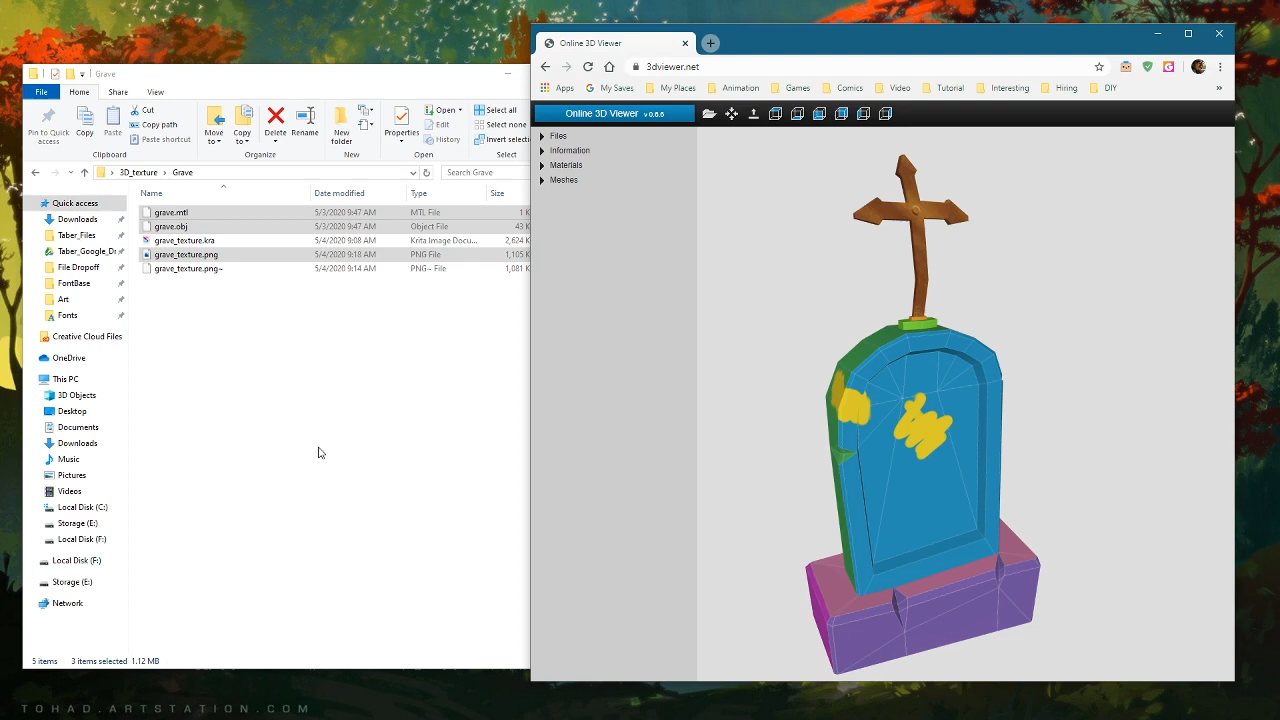 Grave
File Home Share View
Pin to Quick access
Copy
Paste
Cut
Copy path
Paste shortcut
Clipboard
Move to
Copy to
Delete
Rename
Organize
New folder
New
Properties
Open
Edit
History
Open
Select all
Select none
Invert selecti
Select
3D_texture > Grave
Search Grave
Name Date modified Type Size
grave.mtl 5/3/2020 9:47 AM MTL File 1 K
grave.obj 5/3/2020 9:47 AM Object File 43 K
grave_texture.kra 5/4/2020 9:08 AM Krita Image Docu... 2,624 K
grave_texture.png 5/4/2020 9:18 AM PNG File 1,105 K
grave_texture.png~ 5/4/2020 9:14 AM PNG~ File 1,081 K
Quick access
Downloads
Taber_Files
Taber_Google_Dr
File Dropoff
FontBase
Art
Fonts
Creative Cloud Files
OneDrive
This PC
3D Objects
Desktop
Documents
Downloads
Music
Pictures
Videos
Local Disk (C:)
Storage (E:)
Local Disk (F:)
Local Disk (F:)
Storage (E:)
Network
5 items 3 items selected 1.12 MB
Online 3D Viewer
3dviewer.net
Apps My Saves My Places Animation Games Comics Video Tutorial Interesting Hiring DIY »
Online 3D Viewer v 0.6.5
Files
Information
Materials
Meshes
TOHAD.ARTSTATION.COM